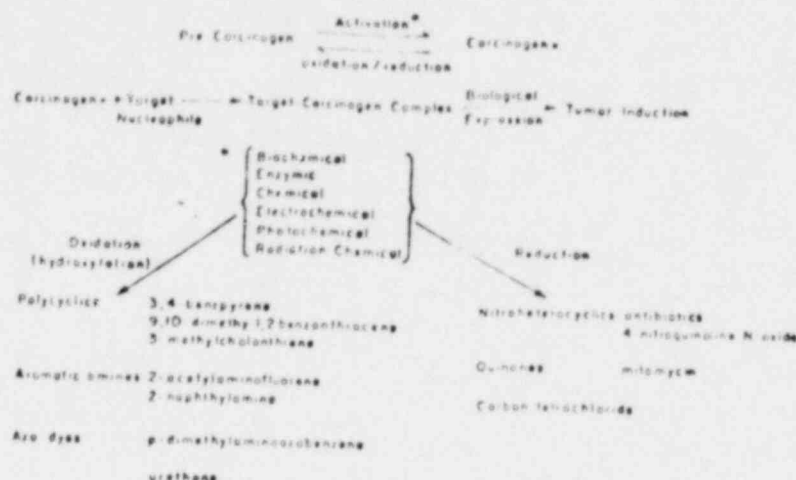 Activation*
Pre Carcinogen Carcinogen
oxidation/reduction
Carcinogen + Target Target-Carcinogen Complex Biological Tumor Induction
Nucleophile Expression
* Biochemical
Enzymic
Chemical
Electrochemical
Photochemical
Radiation Chemical
Oxidation
(hydroxylation)
Reduction
Polycyclics 3,4 benzpyrene
9,10 dimethyl 1,2 benzanthracene
3 methylcholanthrene
Aromatic amines 2-acetylaminofluorene
2-naphthylamine
Azo dyes p-dimethylaminoazobenzene
urethane
Nitroheterocyclics antibiotics
4 nitroquinoline N oxide
Quinones mitomycin
Carbon tetrachloride